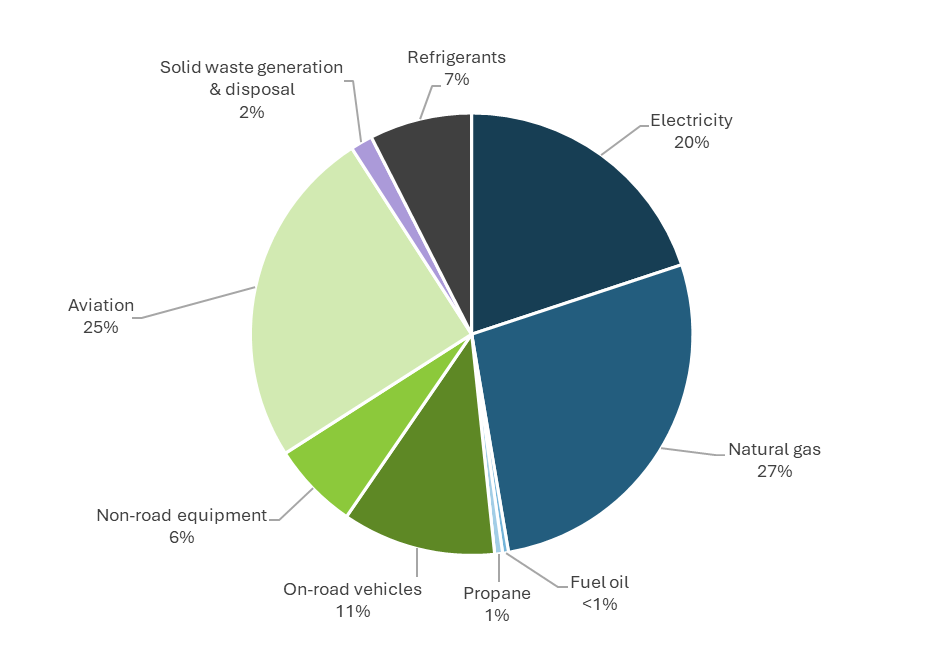 Refrigerants
7%
Solid waste generation
& disposal
2%
Electricity
20%
Aviation
25%
Natural gas
27%
Non-road equipment
6%
On-road vehicles
11%
Propane
1%
Fuel oil
<1%